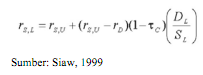 r_{S,L} = r_{S,U} + (r_{S,U} - r_D)(1 - τ_C)(D_L / S_L)
Sumber: Siaw, 1999